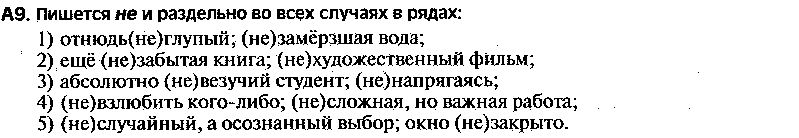 А9. Пишется не и раздельно во всех случаях в рядах:
1) отнюдь(не)глупый; (не)замёрзшая вода;
2) ещё (не)забытая книга; (не)художественный фильм;
3) абсолютно (не)везучий студент; (не)напрягаясь;
4) (не)взлюбить кого-либо; (не)сложная, но важная работа;
5) (не)случайный, а осознанный выбор; окно (не)закрыто.